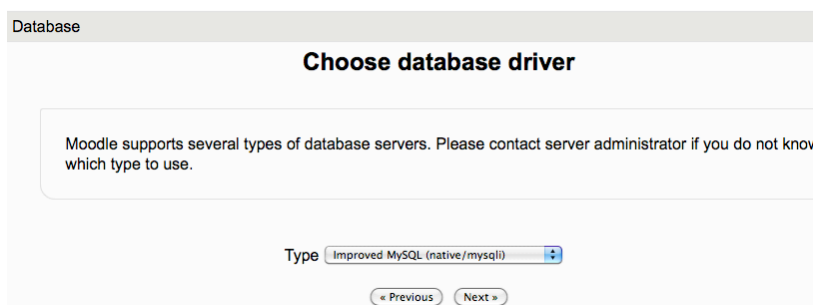 Database
Choose database driver
Moodle supports several types of database servers. Please contact server administrator if you do not know
which type to use.
Type Improved MySQL (native/mysqli)
« Previous Next »